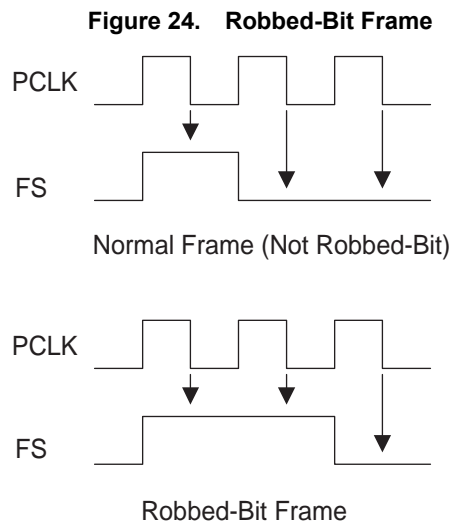 Figure 24. Robbed-Bit Frame
PCLK
FS
Normal Frame (Not Robbed-Bit)
PCLK
FS
Robbed-Bit Frame